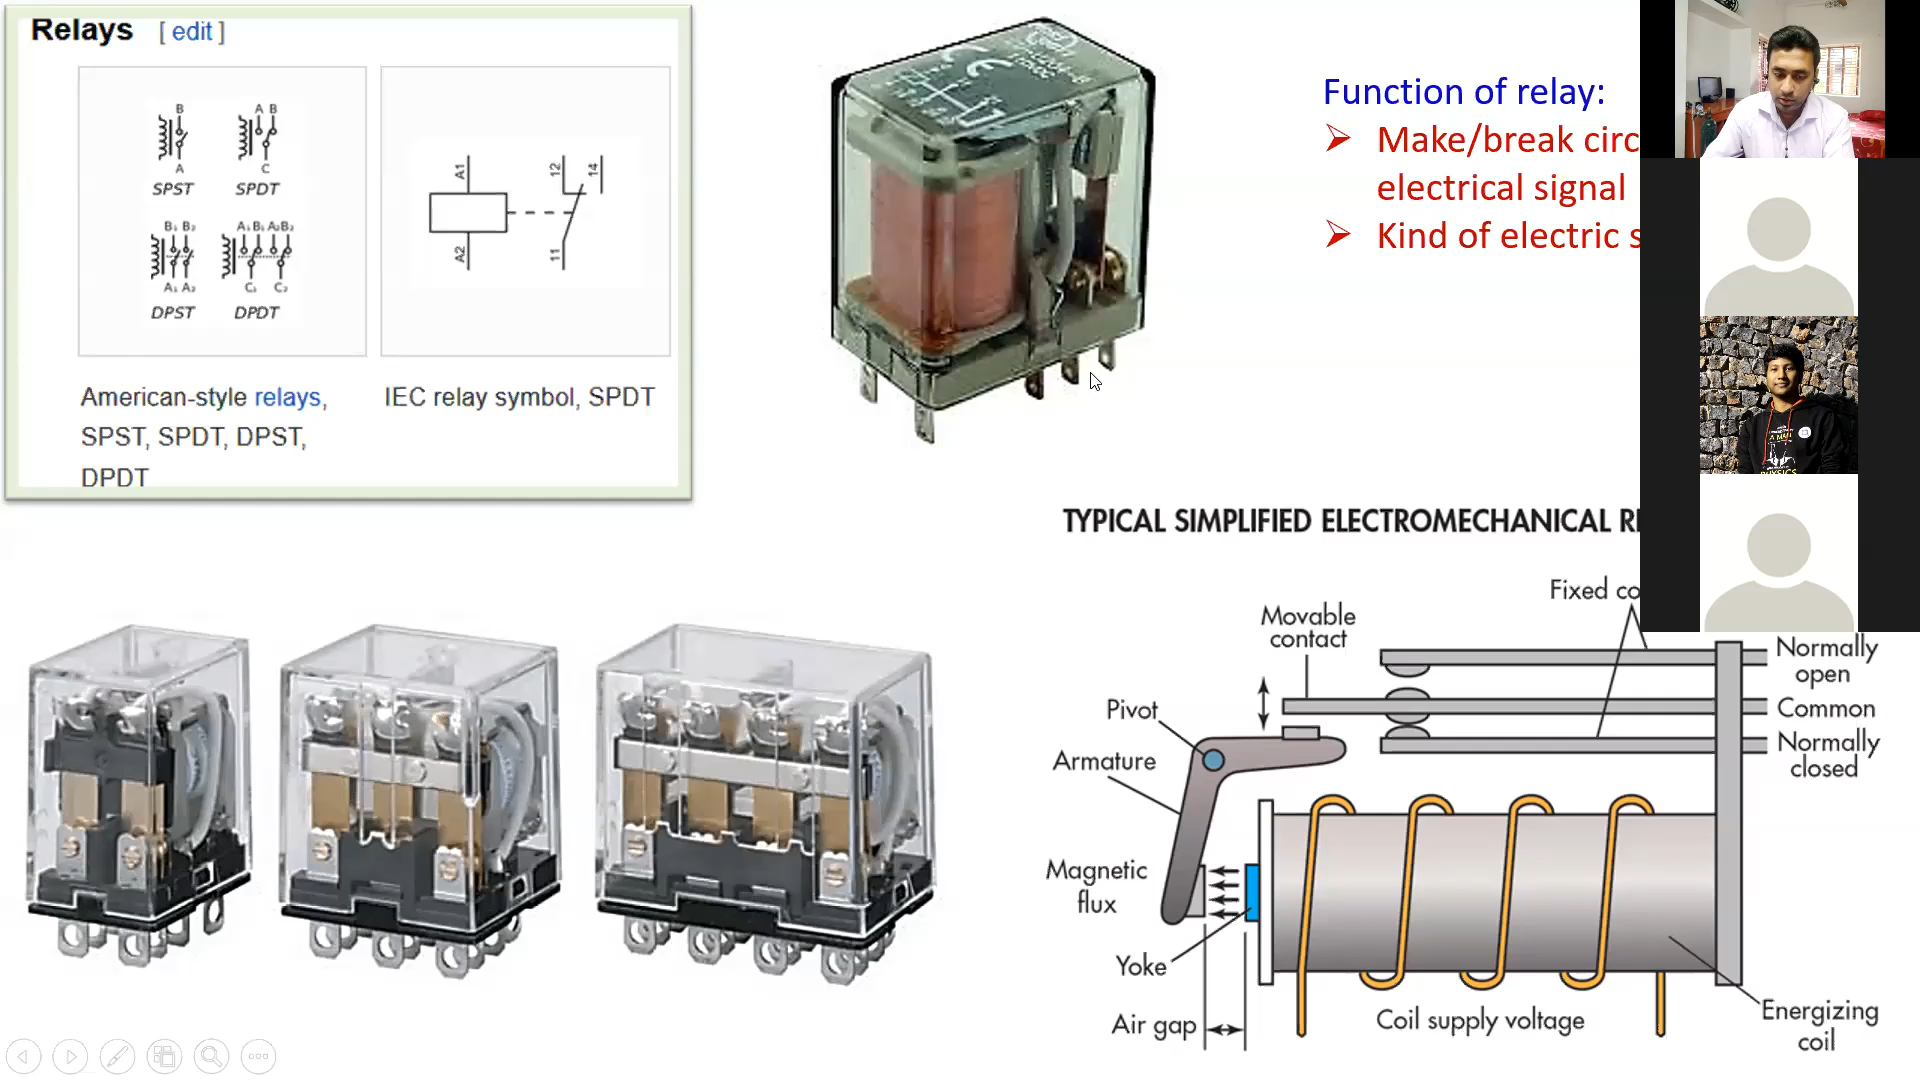 Relays [ edit ]
B
A
SPST
A B
C
SPDT
B₁ B₂
A₁ A₂
DPST
A₁ B₁ A₂ B₂
C₁ C₂
DPDT
A1
A2
12
14
11
American-style relays,
SPST, SPDT, DPST,
DPDT
IEC relay symbol, SPDT
CE
Function of relay:
Make/break circ
electrical signal
Kind of electric s
A MAN
PHYSICS
TYPICAL SIMPLIFIED ELECTROMECHANICAL RE
Fixed co
Movable
contact
Normally
open
Pivot
Common
Armature
Normally
closed
Magnetic
flux
Yoke
Air gap
Coil supply voltage
Energizing
coil